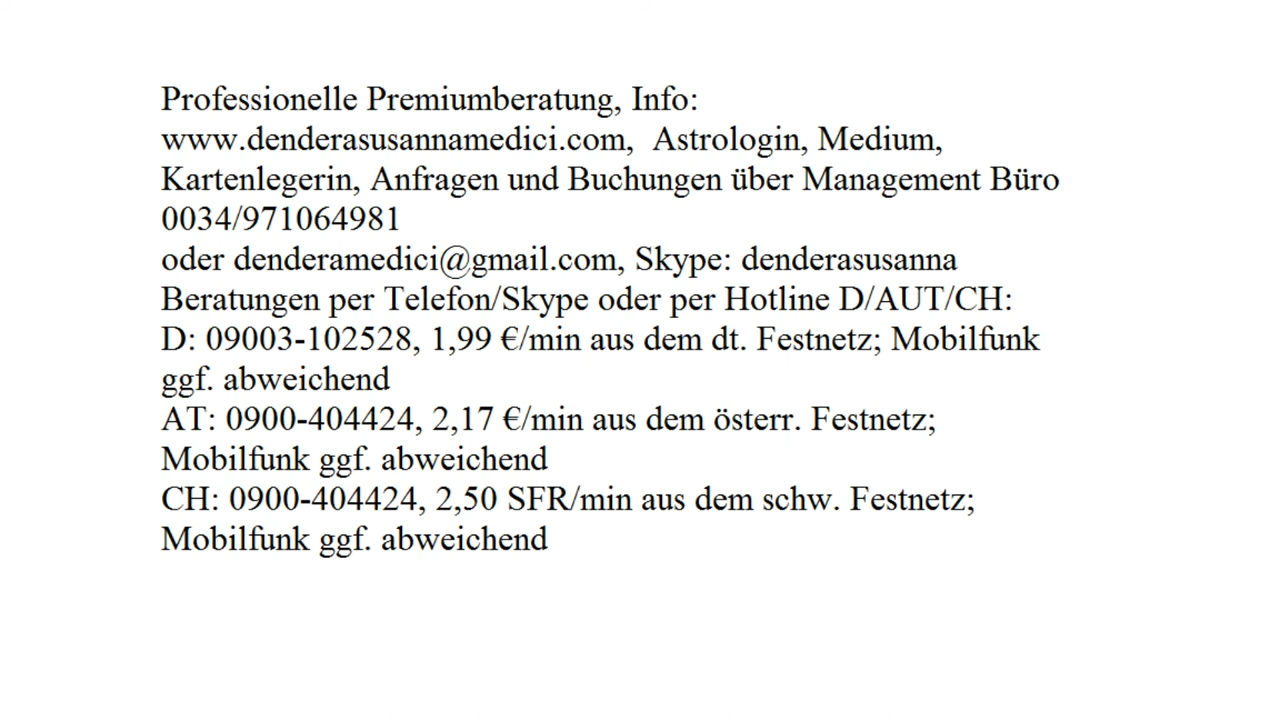 Professionelle Premiumberatung, Info:
www.denderasusannamedici.com,  Astrologin, Medium,
Kartenlegerin, Anfragen und Buchungen über Management Büro
0034/971064981
oder denderamedici@gmail.com, Skype: denderasusanna
Beratungen per Telefon/Skype oder per Hotline D/AUT/CH:
D: 09003-102528, 1,99 €/min aus dem dt. Festnetz; Mobilfunk
ggf. abweichend
AT: 0900-404424, 2,17 €/min aus dem österr. Festnetz;
Mobilfunk ggf. abweichend
CH: 0900-404424, 2,50 SFR/min aus dem schw. Festnetz;
Mobilfunk ggf. abweichend